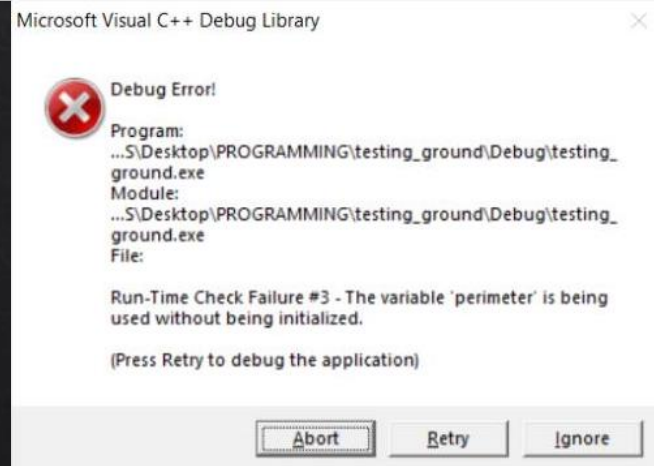 Microsoft Visual C++ Debug Library
Debug Error!
Program:
...S\Desktop\PROGRAMMING\testing_ground\Debug\testing_
ground.exe
Module:
...S\Desktop\PROGRAMMING\testing_ground\Debug\testing_
ground.exe
File:
Run-Time Check Failure #3 - The variable 'perimeter' is being
used without being initialized.
(Press Retry to debug the application)
Abort Retry Ignore